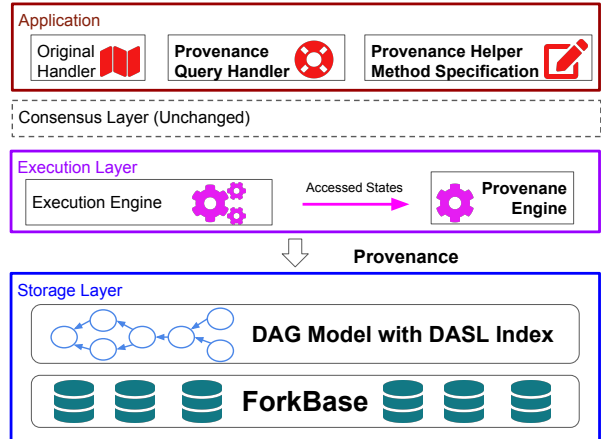 Application
Original
Handler
Provenance
Query Handler
Provenance Helper
Method Specification
Consensus Layer (Unchanged)
Execution Layer
Execution Engine
Accessed States
Provenane
Engine
Provenance
Storage Layer
DAG Model with DASL Index
ForkBase